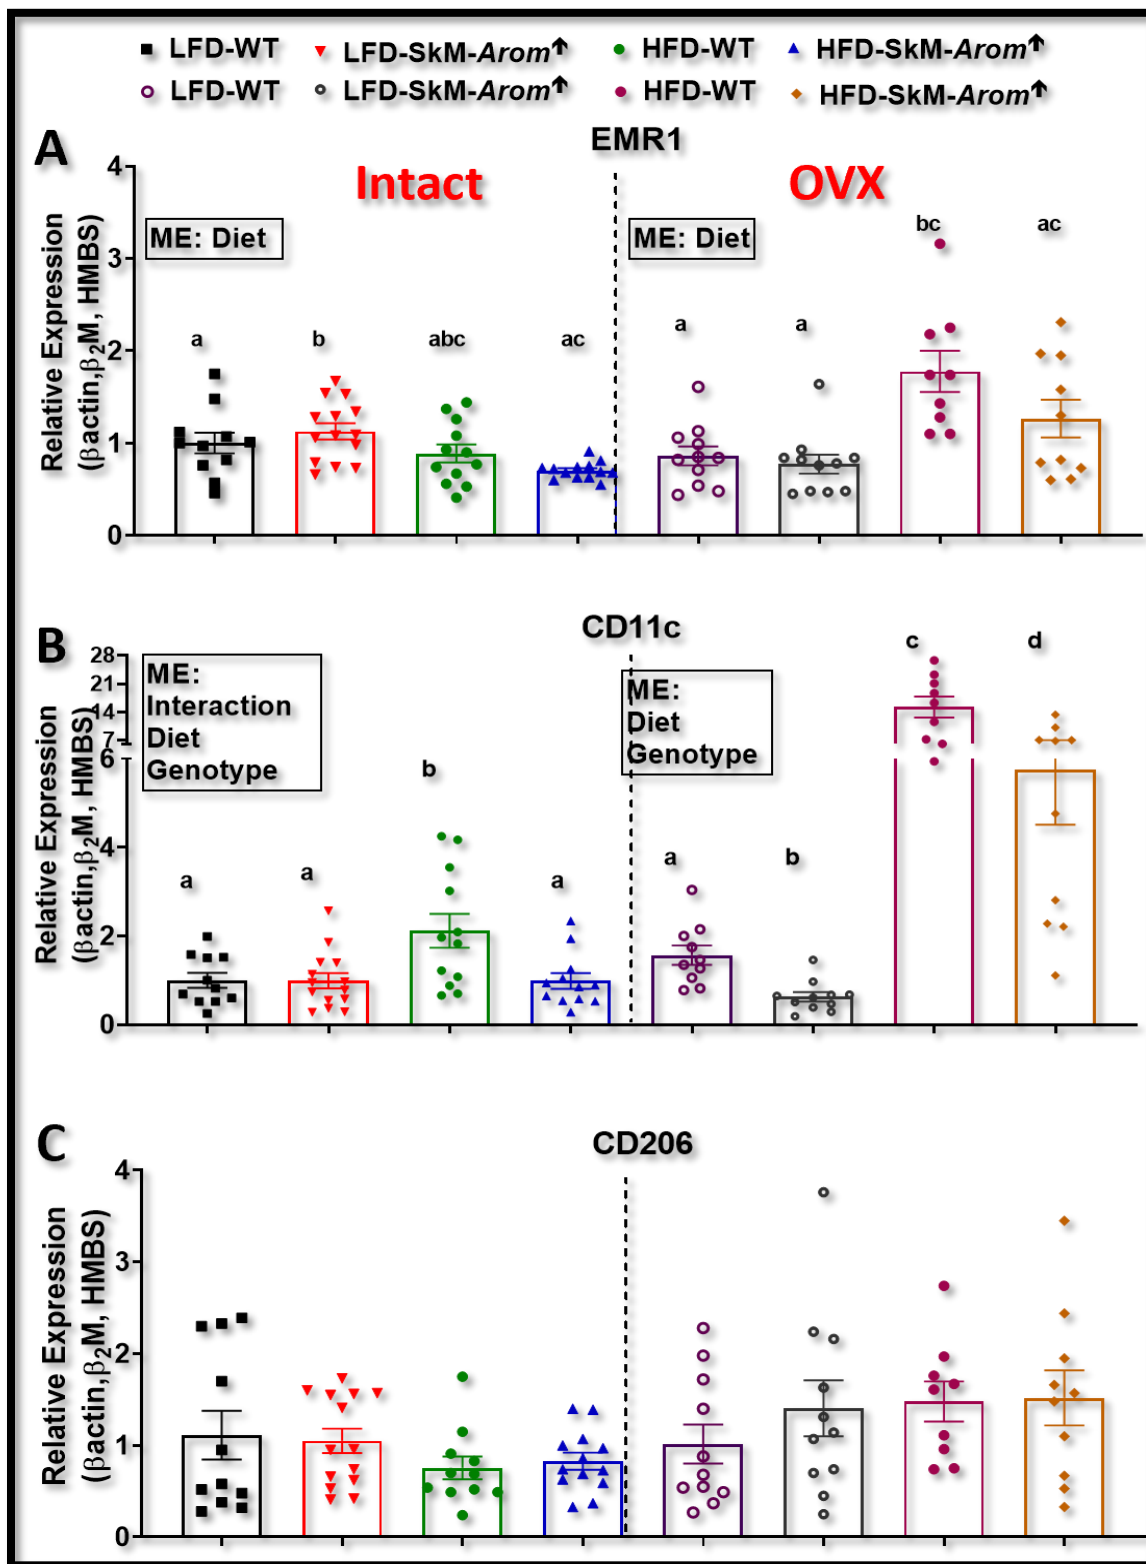 LFD-WT LFD-SkM-Arom↑ HFD-WT HFD-SkM-Arom↑
LFD-WT LFD-SkM-Arom↑ HFD-WT HFD-SkM-Arom↑
A
EMR1
Intact OVX
Relative Expression
(βactin,β₂M, HMBS)
4
3
2
1
0
ME: Diet
ME: Diet
a b abc ac a a bc ac
B
CD11c
Relative Expression
(βactin,β₂M, HMBS)
28
21
14
7
6
4
2
0
ME:
Interaction
Diet
Genotype
ME:
Diet
Genotype
a a b a a b c d
C
CD206
Relative Expression
(βactin,β₂M, HMBS)
4
3
2
1
0